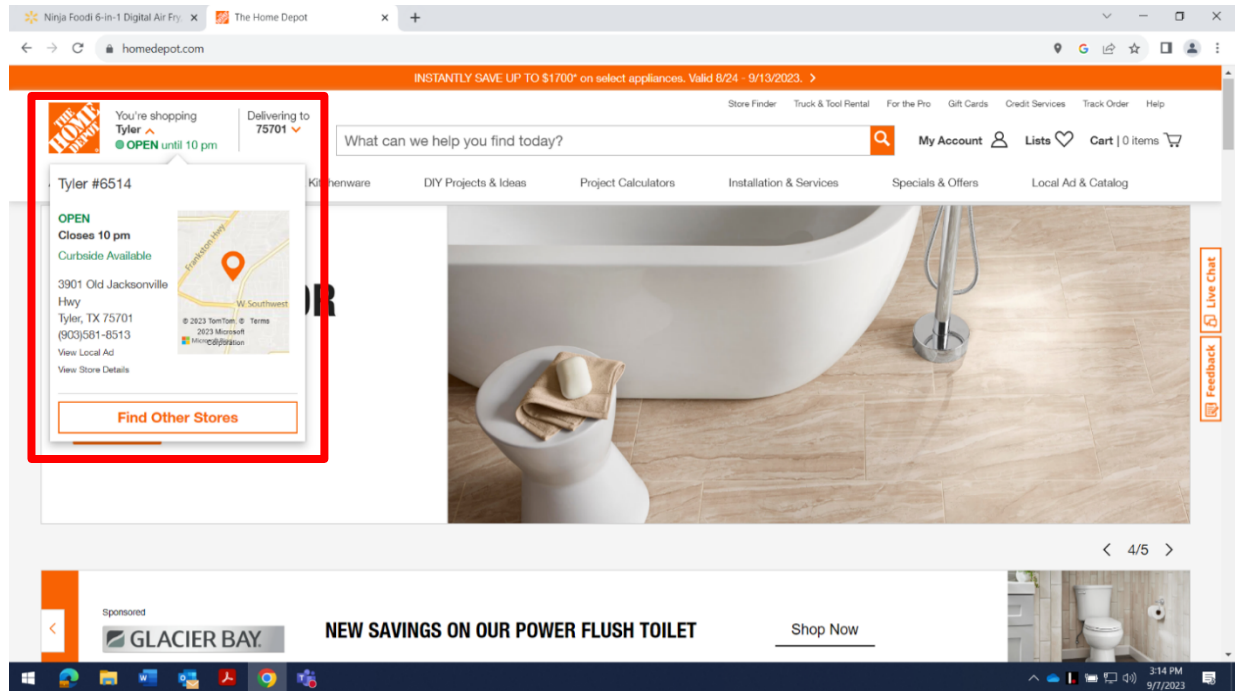 Ninja Foodi 6-in-1 Digital Air Fry
The Home Depot
homedepot.com
INSTANTLY SAVE UP TO $1700* on select appliances. Valid 8/24 - 9/13/2023. >
Store Finder Truck & Tool Rental For the Pro Gift Cards Credit Services Track Order Help
THE HOME DEPOT
You're shopping
Tyler
OPEN until 10 pm
Delivering to
75701
What can we help you find today?
My Account Lists Cart | 0 items
DIY Projects & Ideas Project Calculators Installation & Services Specials & Offers Local Ad & Catalog
Tyler #6514
OPEN
Closes 10 pm
Curbside Available
3901 Old Jacksonville
Hwy
Tyler, TX 75701
(903)581-8513
View Local Ad
View Store Details
Frankston Hwy
W. Southwest
© 2023 TomTom, © Terms
2023 Microsoft
Corporation
Find Other Stores
Live Chat
Feedback
4/5
Sponsored
GLACIER BAY.
NEW SAVINGS ON OUR POWER FLUSH TOILET
Shop Now
3:14 PM
9/7/2023